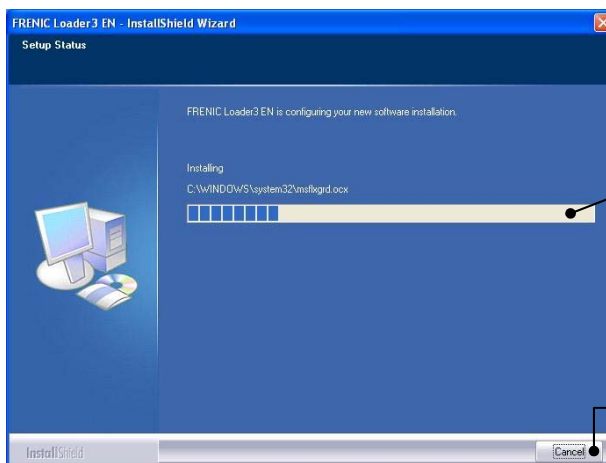 FRENIC Loader3 EN - InstallShield Wizard
Setup Status
FRENIC Loader3 EN is configuring your new software installation.
Installing
C:\WINDOWS\system32\msflxgrd.ocx
InstallShield
Cancel